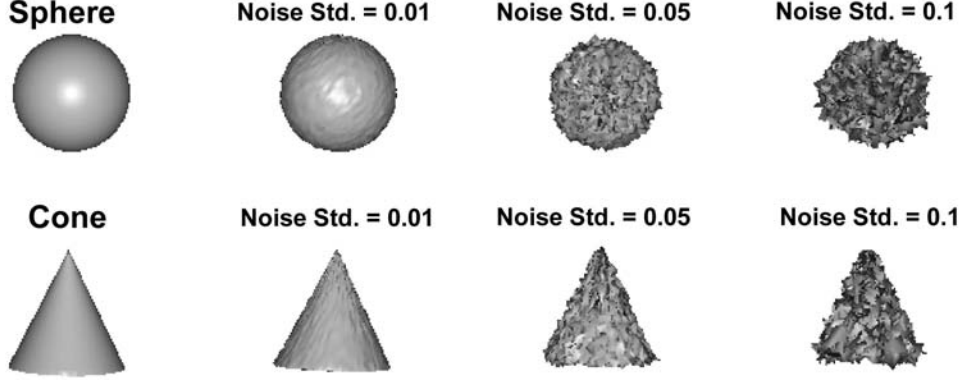 Sphere
Noise Std. = 0.01
Noise Std. = 0.05
Noise Std. = 0.1
Cone
Noise Std. = 0.01
Noise Std. = 0.05
Noise Std. = 0.1